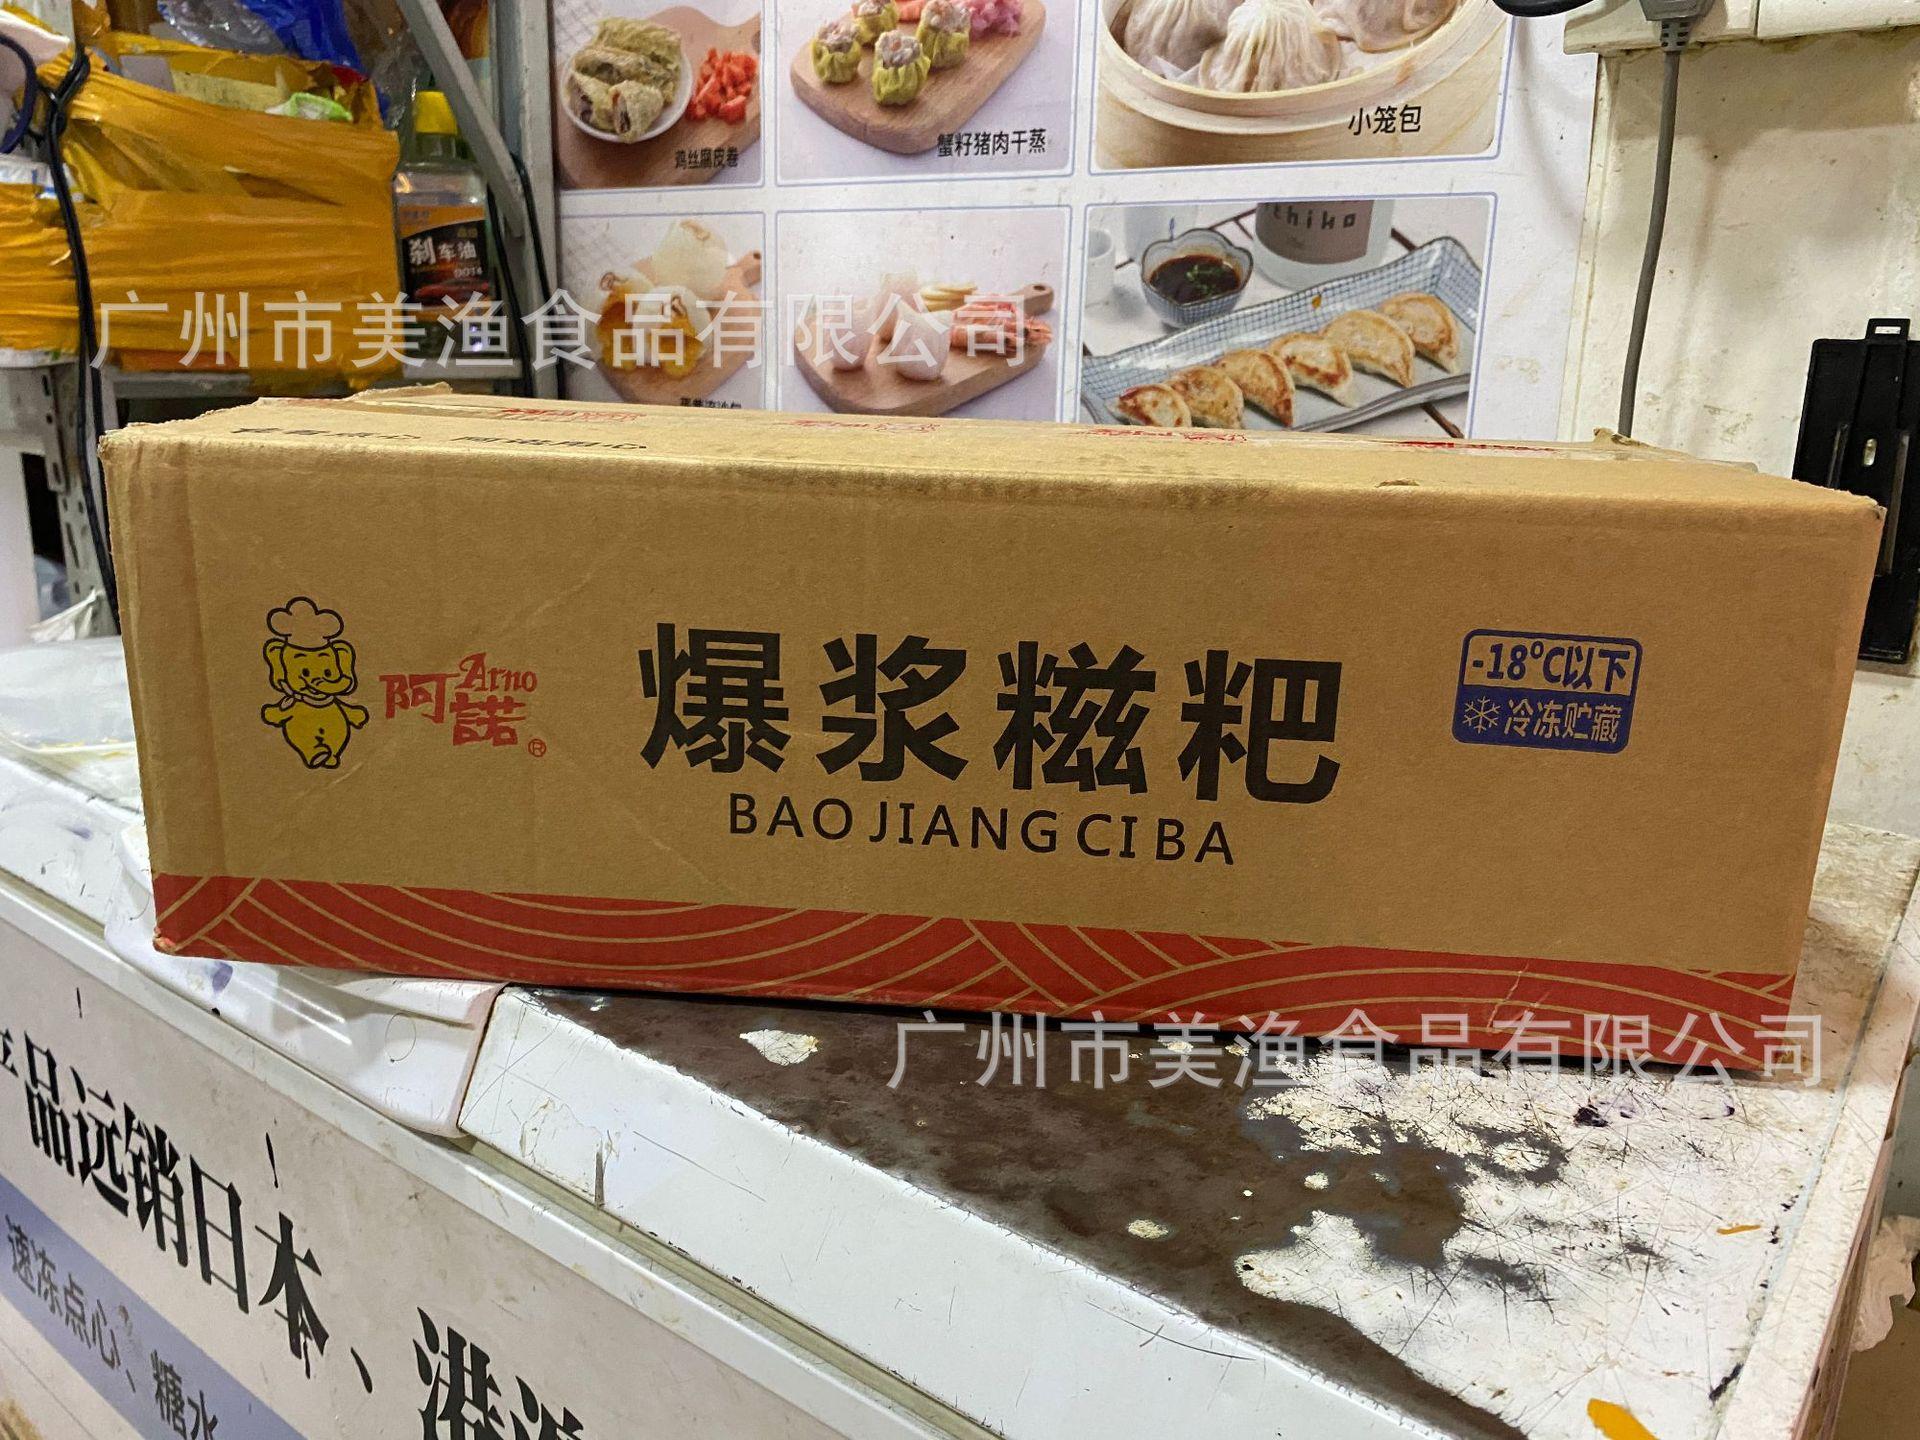 鸡丝腐皮卷
蟹籽猪肉干蒸
小笼包
thiko
刹车油
DOT4
广州市美渔食品有限公司
Arno
阿諾®
爆浆糍粑
BAO JIANG CI BA
-18°C以下
冷冻贮藏
广州市美渔食品有限公司
品远销日本、港
速冻点心、糖水